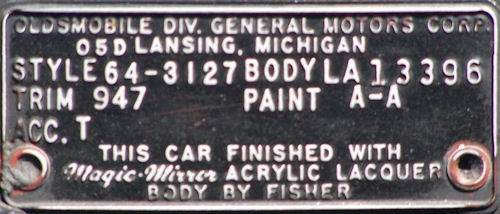 OLDSMOBILE DIV. GENERAL MOTORS CORP.
05D LANSING, MICHIGAN
STYLE 64-3127 BODY LA 13396
TRIM 947 PAINT A-A
ACC. T
THIS CAR FINISHED WITH
Magic-Mirror ACRYLIC LACQUER
BODY BY FISHER